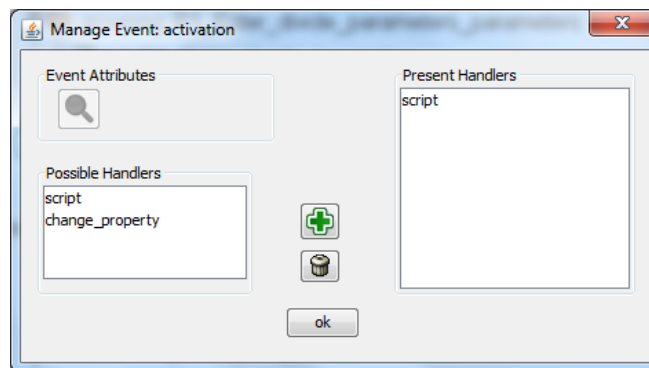 Manage Event: activation
Event Attributes
Possible Handlers
script
change_property
Present Handlers
script
ok